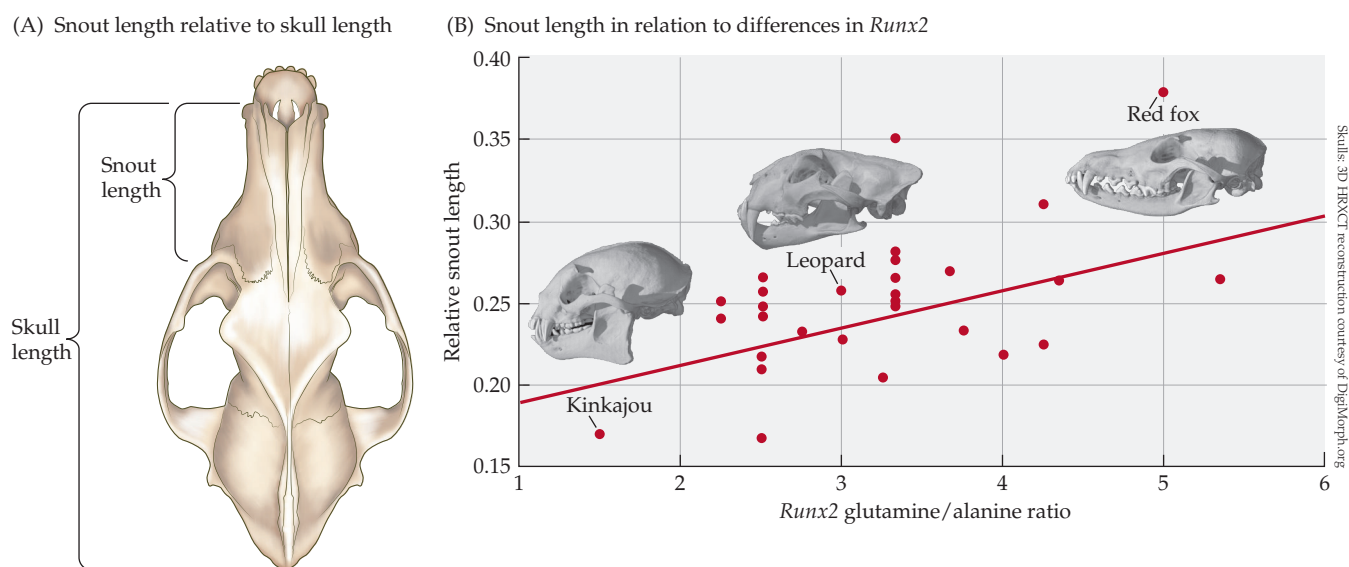 (A) Snout length relative to skull length
Snout
length
Skull
length
(B) Snout length in relation to differences in Runx2
Relative snout length
0.40
0.35
0.30
0.25
0.20
0.15
1
2
3
4
5
6
Runx2 glutamine/alanine ratio
Kinkajou
Leopard
Red fox
Skulls: 3D HRXCT reconstruction courtesy of DigiMorph.org